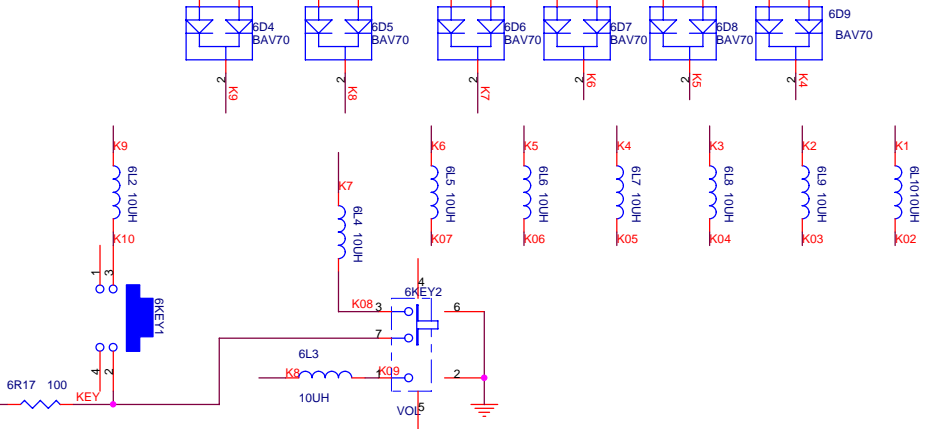 6D4
BAV70
6D5
BAV70
6D6
BAV70
6D7
BAV70
6D8
BAV70
6D9
BAV70
2 K9
2 K8
2 K7
2 K6
2 K5
2 K4
K9
6L2 10UH
K10
K7
6L4 10UH
K08
K6
6L5 10UH
K07
K5
6L6 10UH
K06
K4
6L7 10UH
K05
K3
6L8 10UH
K04
K2
6L9 10UH
K03
K1
6L10 10UH
K02
1 3
6KEY1
4 2
6R17 100
KEY
4
6KEY2
3
6
7
6L3
K8
10UH
1
K09
2
VOL
5